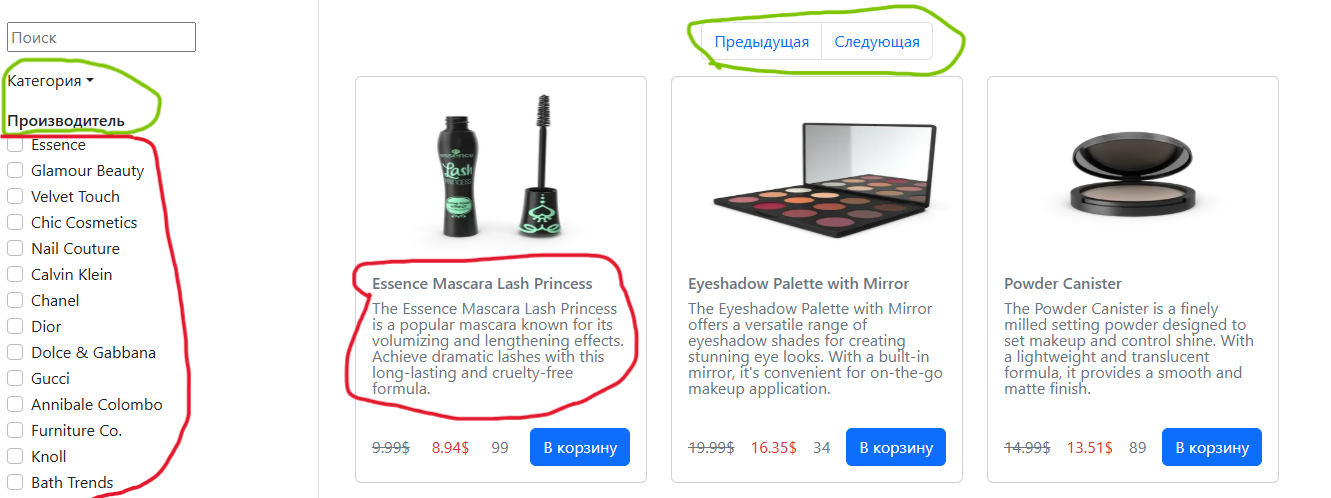 Поиск
Категория
Производитель
Essence
Glamour Beauty
Velvet Touch
Chic Cosmetics
Nail Couture
Calvin Klein
Chanel
Dior
Dolce & Gabbana
Gucci
Annibale Colombo
Furniture Co.
Knoll
Bath Trends
Предыдущая Следующая
essence
Lash
PRINCESS
Essence Mascara Lash Princess
The Essence Mascara Lash Princess
is a popular mascara known for its
volumizing and lengthening effects.
Achieve dramatic lashes with this
long-lasting and cruelty-free
formula.
9.99$ 8.94$ 99 В корзину
Eyeshadow Palette with Mirror
The Eyeshadow Palette with Mirror
offers a versatile range of
eyeshadow shades for creating
stunning eye looks. With a built-in
mirror, it's convenient for on-the-go
makeup application.
19.99$ 16.35$ 34 В корзину
Powder Canister
The Powder Canister is a finely
milled setting powder designed to
set makeup and control shine. With
a lightweight and translucent
formula, it provides a smooth and
matte finish.
14.99$ 13.51$ 89 В корзину